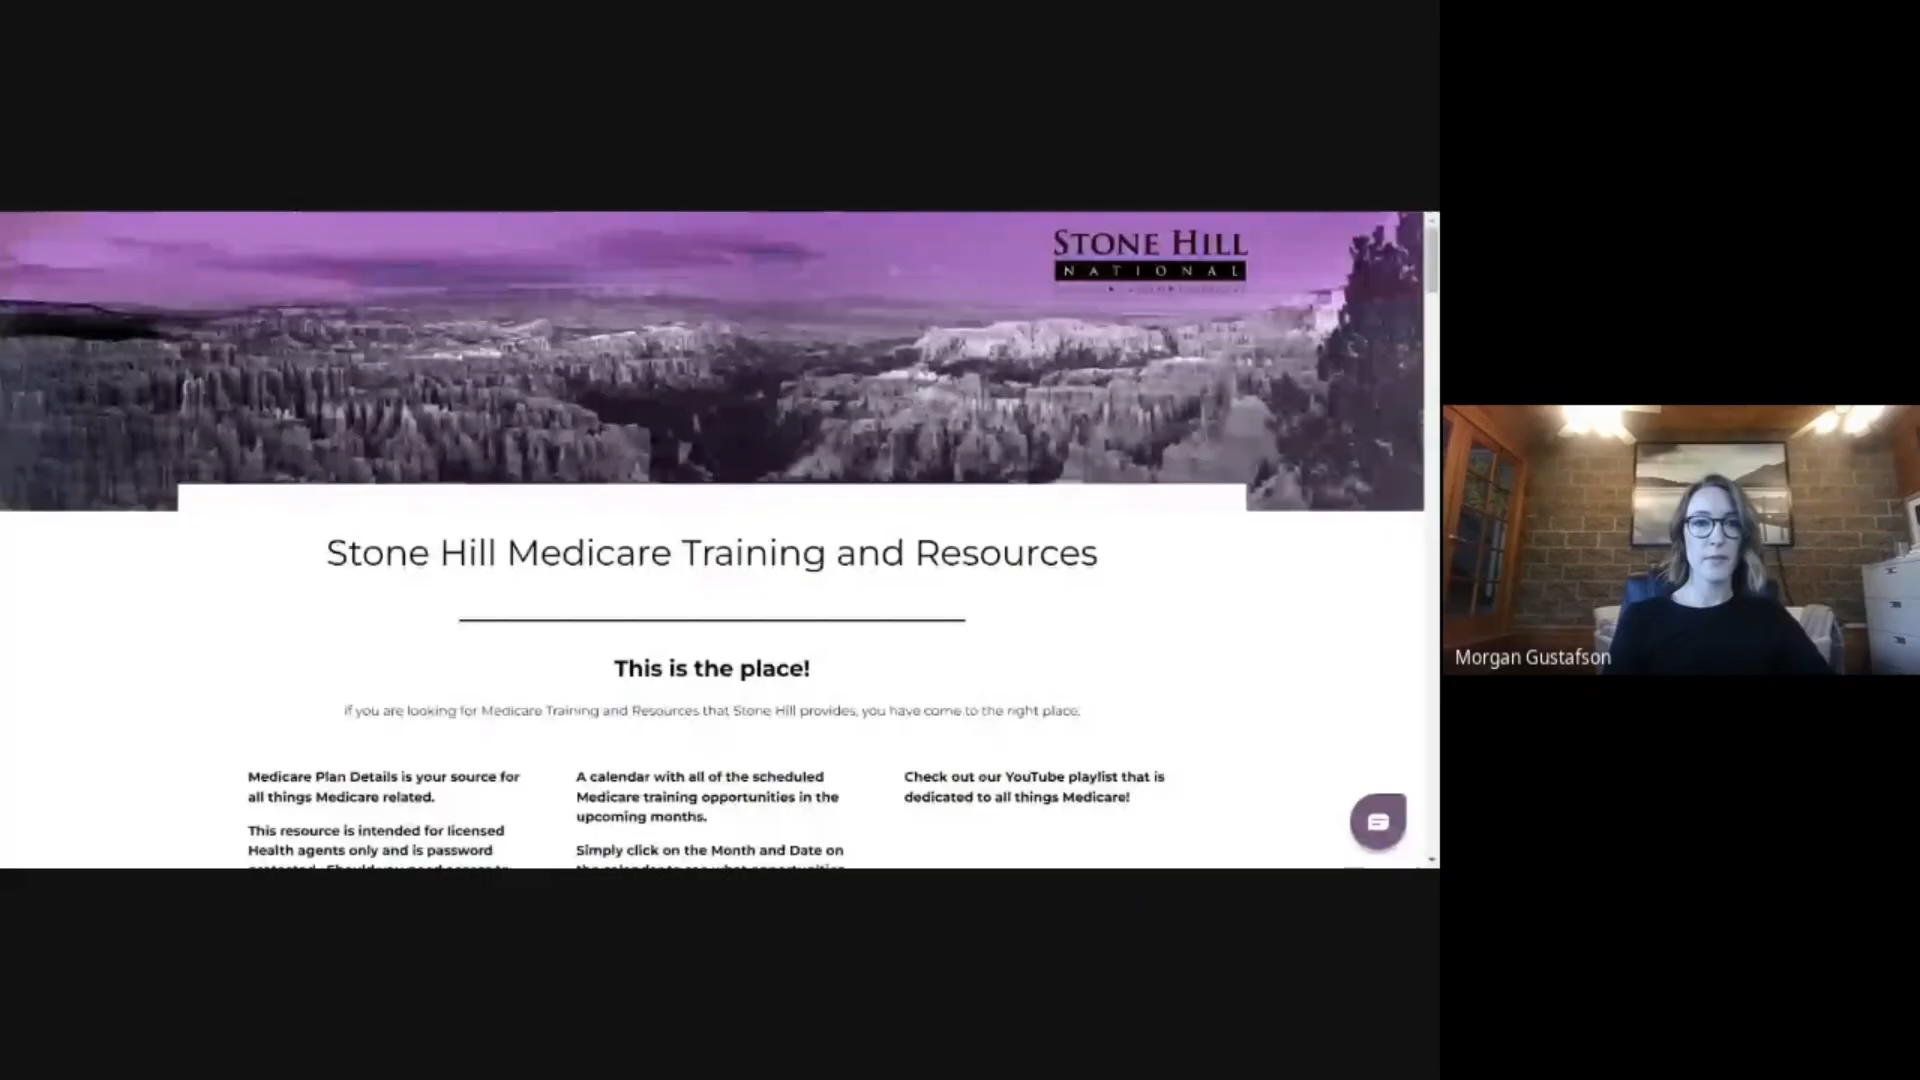 STONE HILL
NATIONAL
Stone Hill Medicare Training and Resources
This is the place!
If you are looking for Medicare Training and Resources that Stone Hill provides, you have come to the right place.
Medicare Plan Details is your source for
all things Medicare related.
This resource is intended for licensed
Health agents only and is password
A calendar with all of the scheduled
Medicare training opportunities in the
upcoming months.
Simply click on the Month and Date on
Check out our YouTube playlist that is
dedicated to all things Medicare!
Morgan Gustafson